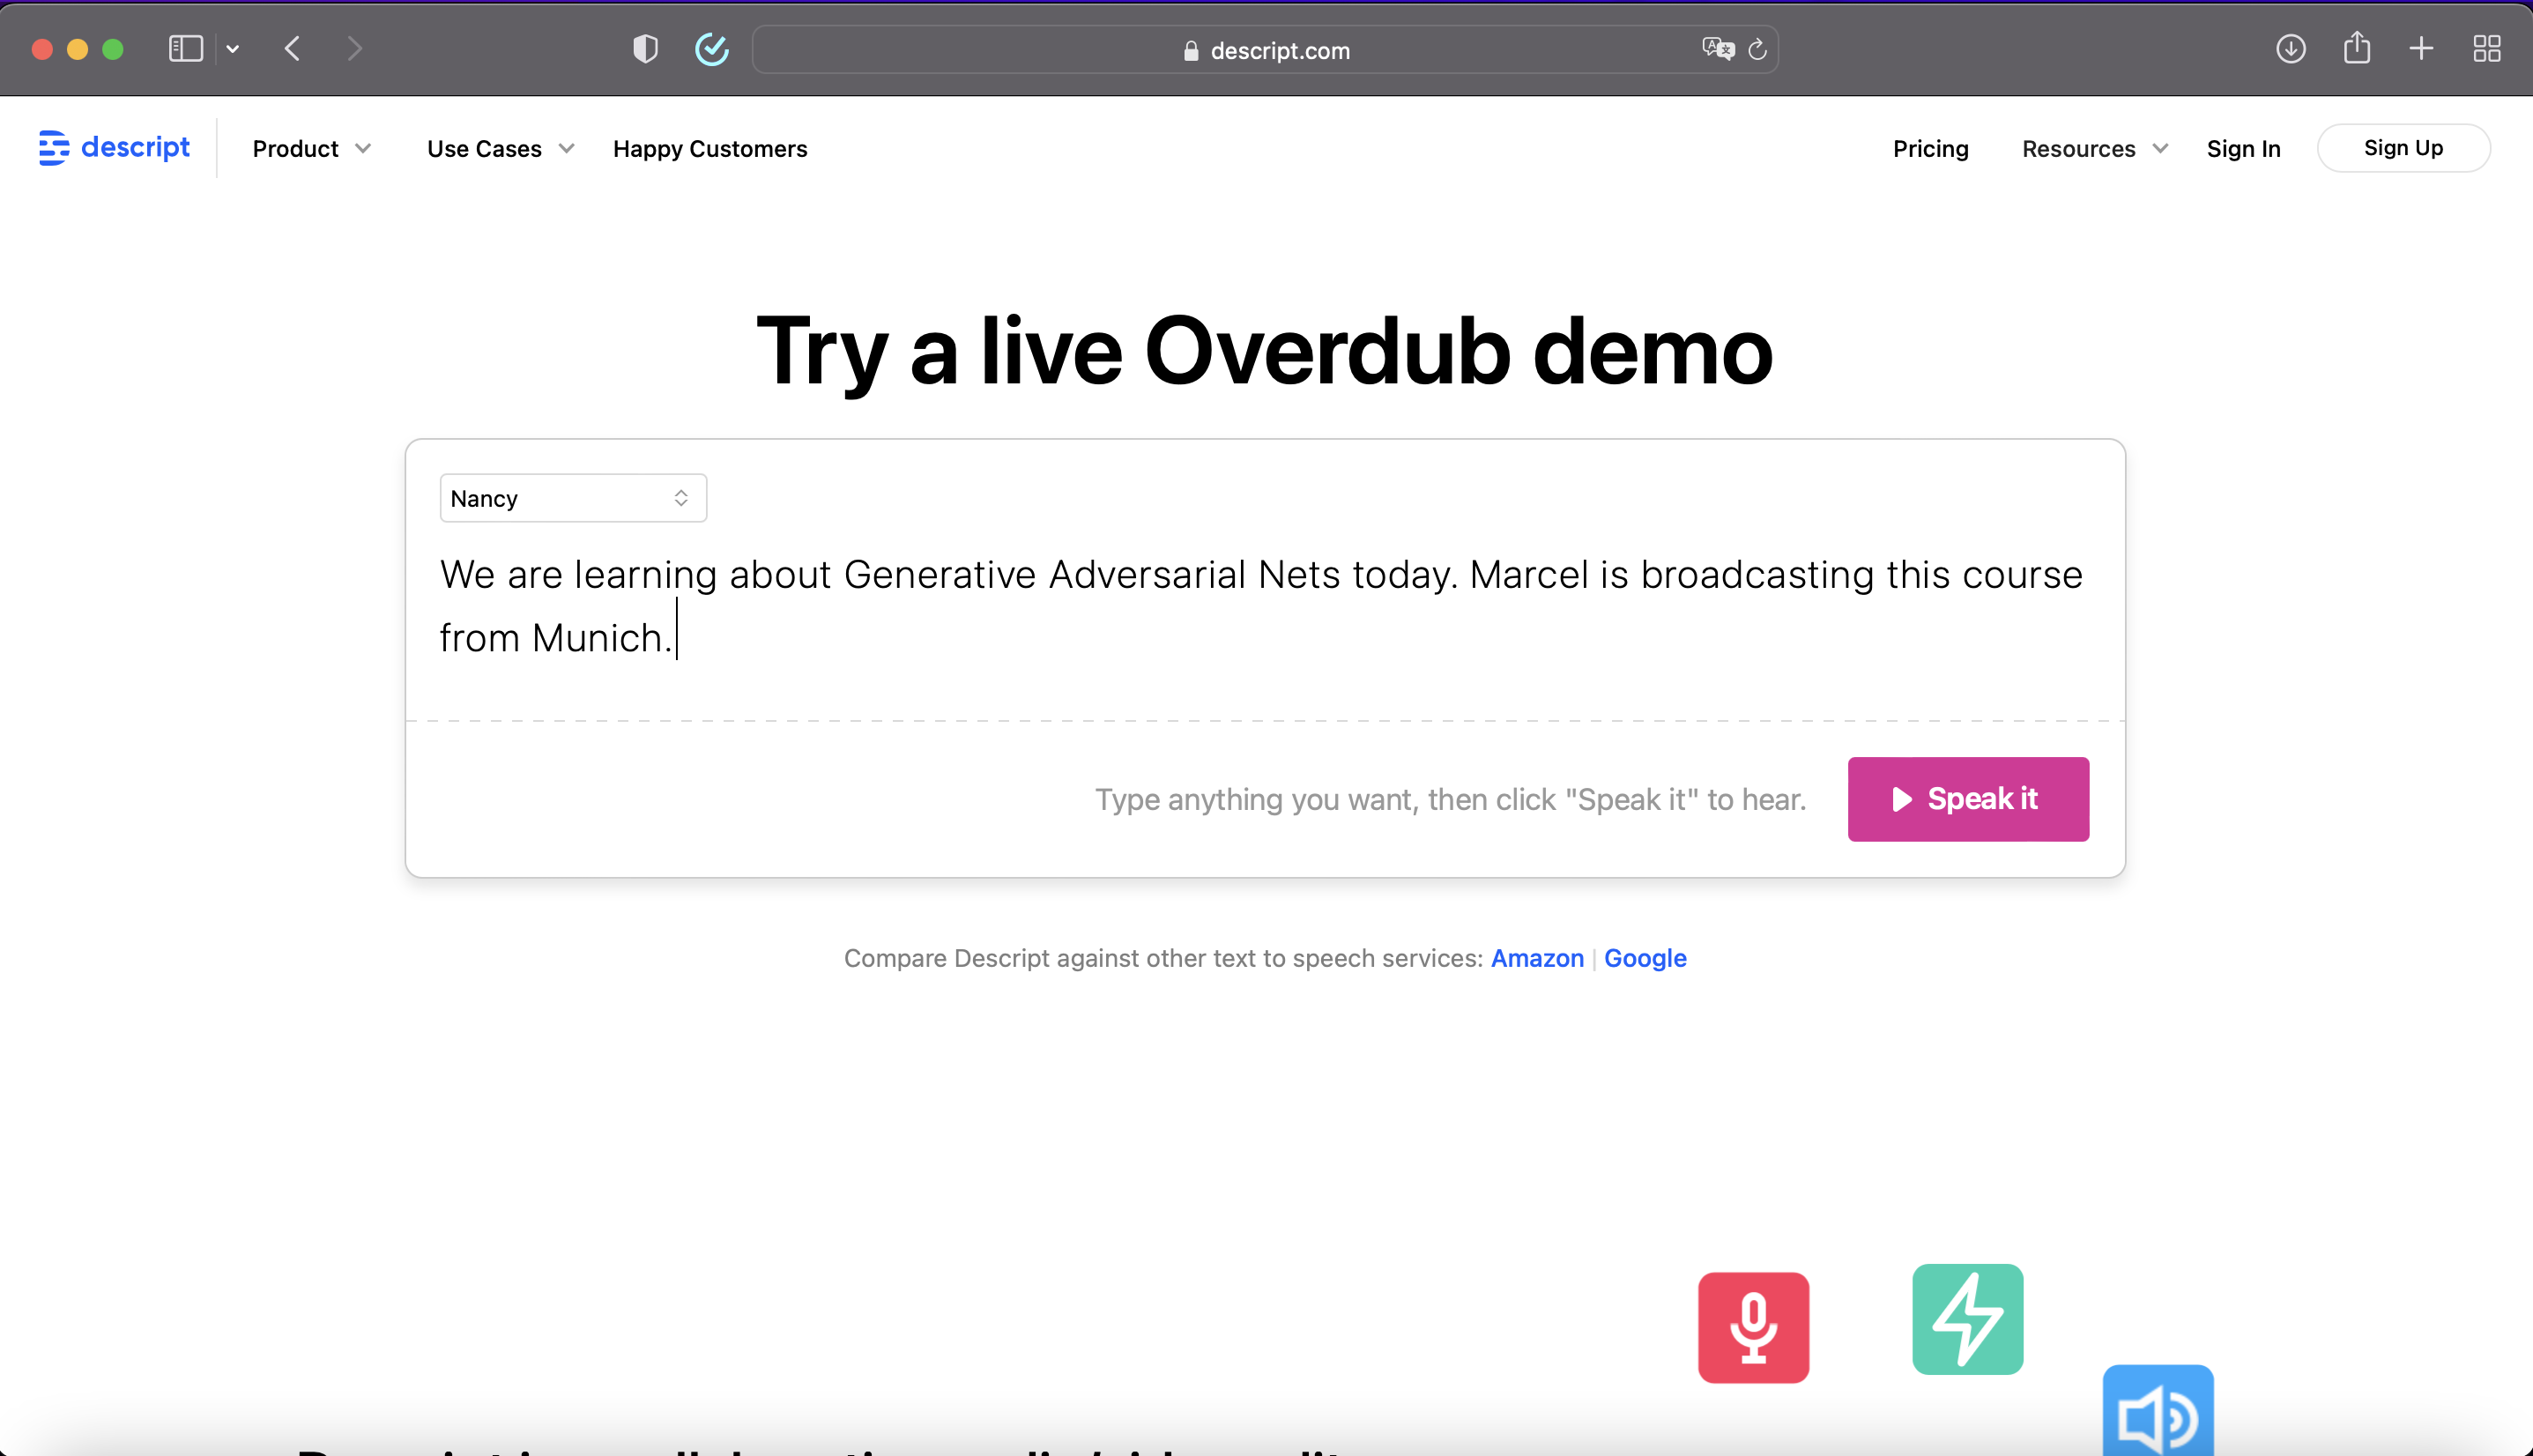 descript.com
descript
Product
Use Cases
Happy Customers
Pricing
Resources
Sign In
Sign Up
Try a live Overdub demo
Nancy
We are learning about Generative Adversarial Nets today. Marcel is broadcasting this course
from Munich.
Type anything you want, then click "Speak it" to hear.
Speak it
Compare Descript against other text to speech services: Amazon | Google